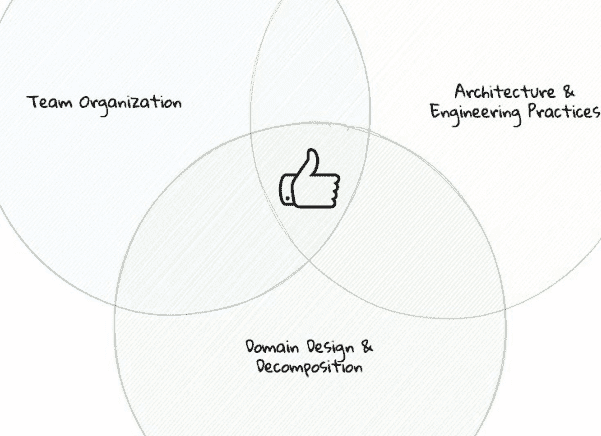 Team Organization
Architecture &
Engineering Practices
Domain Design &
Decomposition